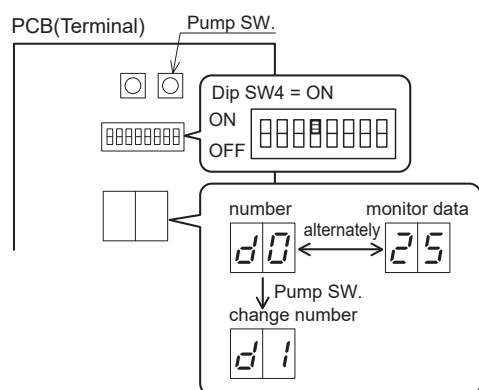 PCB(Terminal)
Pump SW.
Dip SW4 = ON
ON
OFF
number
monitor data
d0
alternately
25
Pump SW.
change number
d1